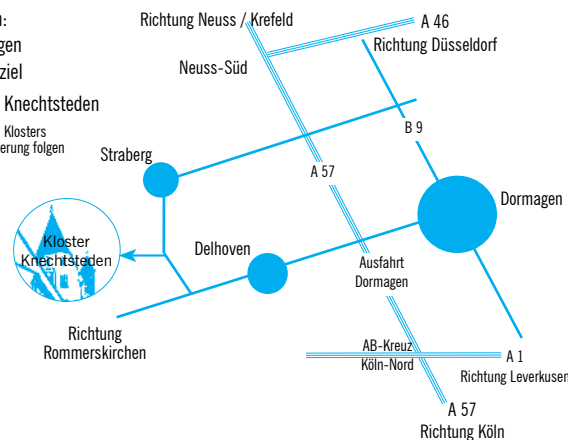 :
gen
ziel
Knechtsteden
Klosters
erung folgen
Richtung Neuss / Krefeld
A 46
Richtung Düsseldorf
Neuss-Süd
B 9
Straberg
A 57
Dormagen
Kloster
Knechtsteden
Delhoven
Ausfahrt
Dormagen
Richtung
Rommerskirchen
AB-Kreuz
Köln-Nord
A 1
Richtung Leverkusen
A 57
Richtung Köln